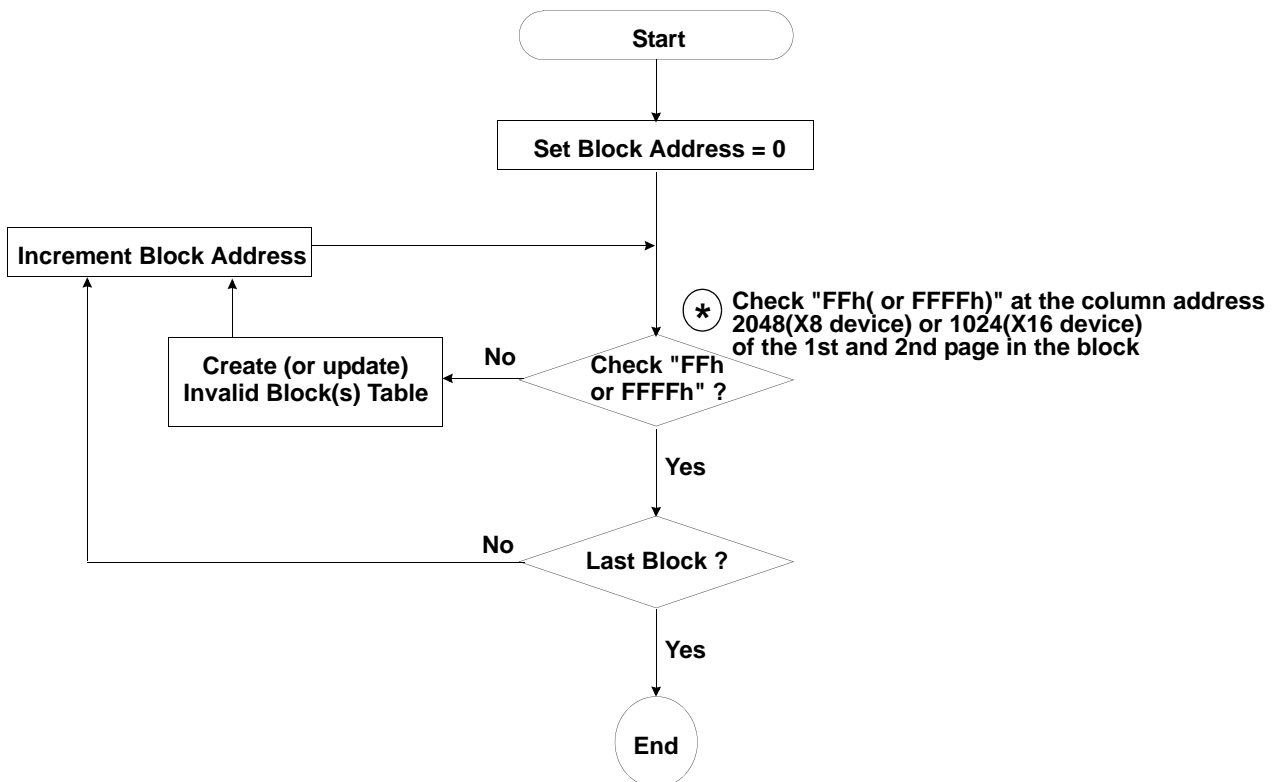 Start
Set Block Address = 0
Increment Block Address
* Check "FFh( or FFFFh)" at the column address
2048(X8 device) or 1024(X16 device)
of the 1st and 2nd page in the block
Create (or update)
Invalid Block(s) Table
No
Check "FFh
or FFFFh" ?
Yes
No
Last Block ?
Yes
End